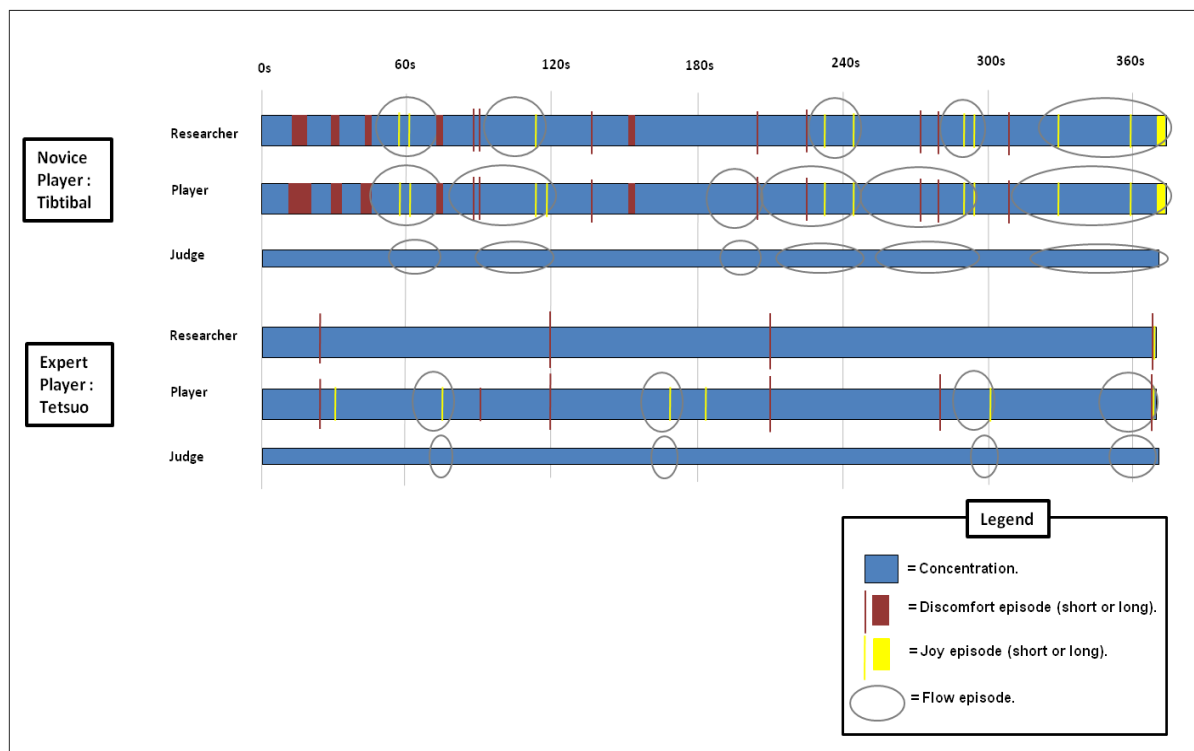 0s 60s 120s 180s 240s 300s 360s
Novice
Player :
Tibtibal
Researcher
Player
Judge
Expert
Player :
Tetsuo
Researcher
Player
Judge
Legend
= Concentration.
= Discomfort episode (short or long).
= Joy episode (short or long).
= Flow episode.